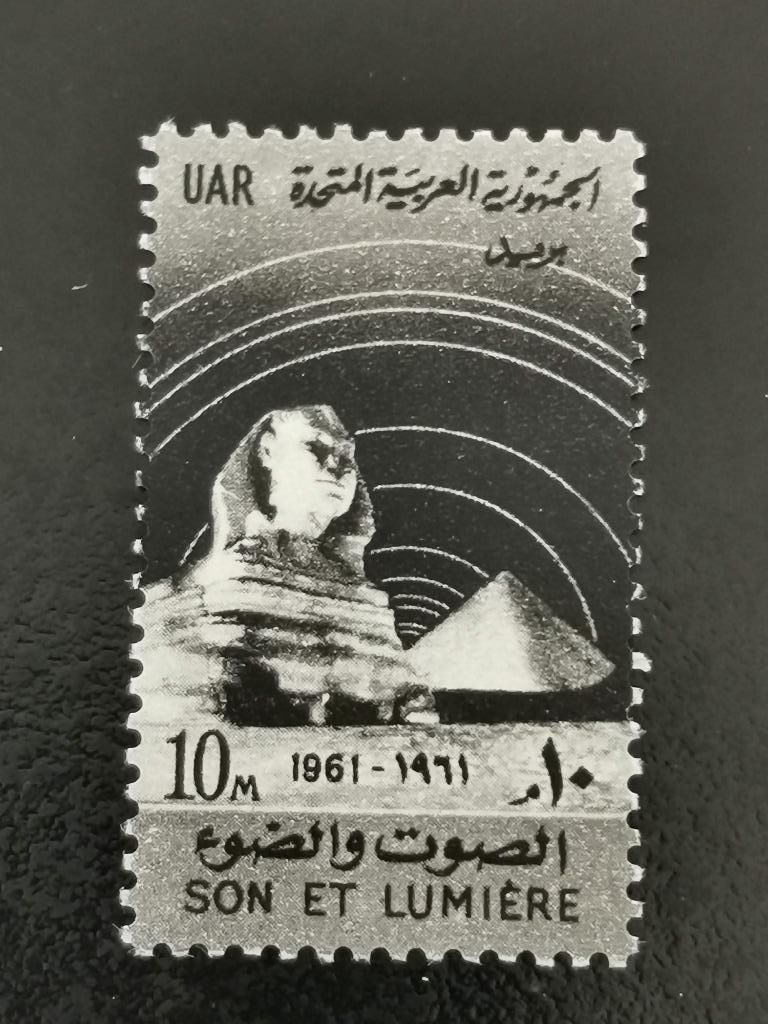 UAR الجمهورية العربية المتحدة
بريد
10M 1961 - ١٩٦١ ١٠م
الصوت والضوء
SON ET LUMIÈRE